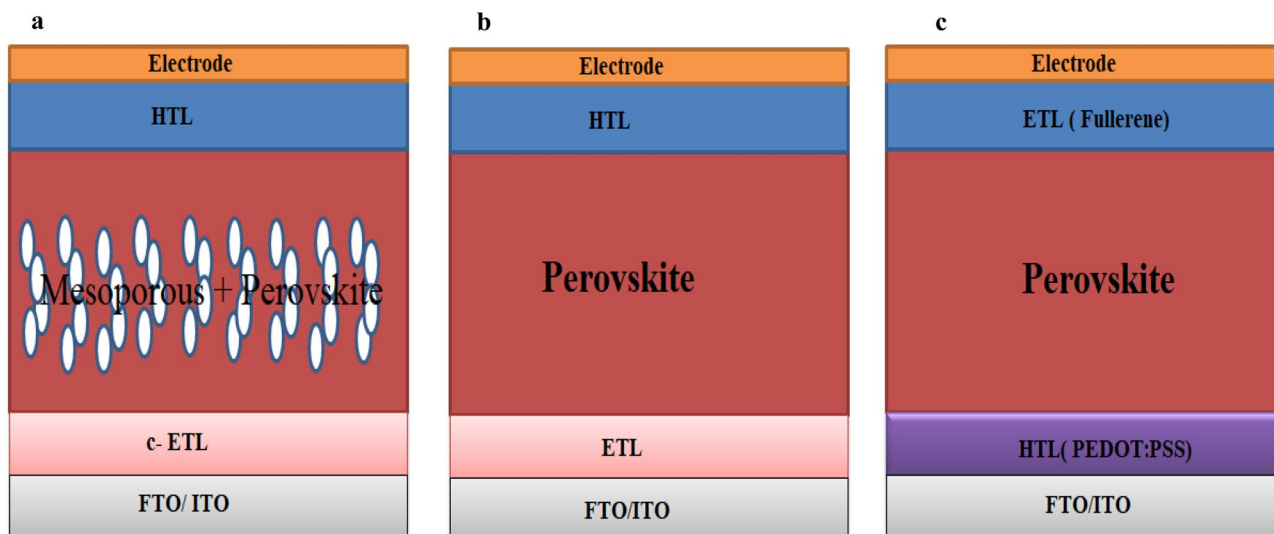 a
Electrode
HTL
Mesoporous + Perovskite
c- ETL
FTO/ ITO
b
Electrode
HTL
Perovskite
ETL
FTO/ITO
c
Electrode
ETL ( Fullerene)
Perovskite
HTL( PEDOT:PSS)
FTO/ITO